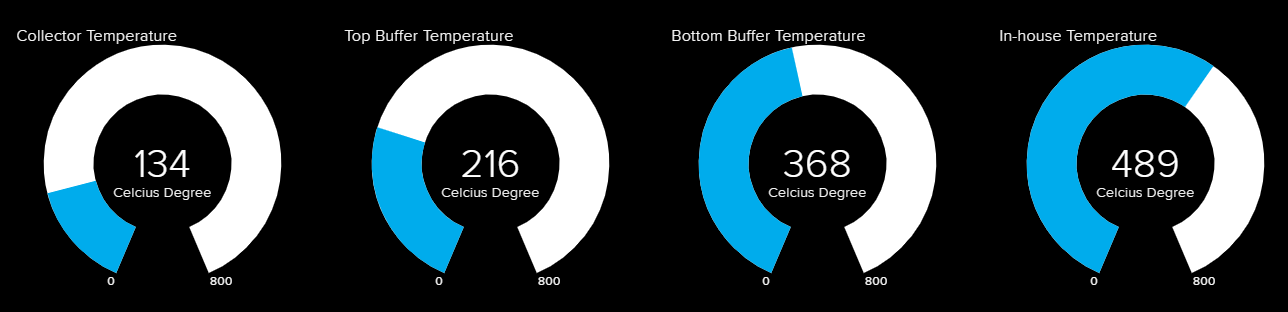 Collector Temperature
134
Celcius Degree
0 800
Top Buffer Temperature
216
Celcius Degree
0 800
Bottom Buffer Temperature
368
Celcius Degree
0 800
In-house Temperature
489
Celcius Degree
0 800